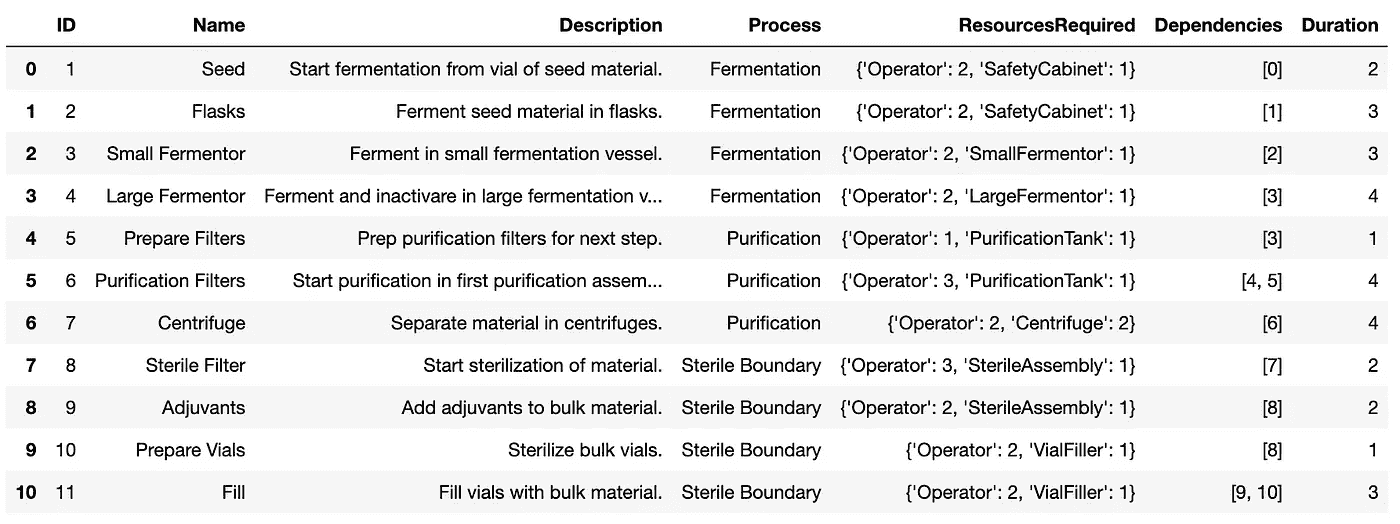 ID Name Description Process ResourcesRequired Dependencies Duration
0 1 Seed Start fermentation from vial of seed material. Fermentation {'Operator': 2, 'SafetyCabinet': 1} [0] 2
1 2 Flasks Ferment seed material in flasks. Fermentation {'Operator': 2, 'SafetyCabinet': 1} [1] 3
2 3 Small Fermentor Ferment in small fermentation vessel. Fermentation {'Operator': 2, 'SmallFermentor': 1} [2] 3
3 4 Large Fermentor Ferment and inactivare in large fermentation v... Fermentation {'Operator': 2, 'LargeFermentor': 1} [3] 4
4 5 Prepare Filters Prep purification filters for next step. Purification {'Operator': 1, 'PurificationTank': 1} [3] 1
5 6 Purification Filters Start purification in first purification assem... Purification {'Operator': 3, 'PurificationTank': 1} [4, 5] 4
6 7 Centrifuge Separate material in centrifuges. Purification {'Operator': 2, 'Centrifuge': 2} [6] 4
7 8 Sterile Filter Start sterilization of material. Sterile Boundary {'Operator': 3, 'SterileAssembly': 1} [7] 2
8 9 Adjuvants Add adjuvants to bulk material. Sterile Boundary {'Operator': 2, 'SterileAssembly': 1} [8] 2
9 10 Prepare Vials Sterilize bulk vials. Sterile Boundary {'Operator': 2, 'VialFiller': 1} [8] 1
10 11 Fill Fill vials with bulk material. Sterile Boundary {'Operator': 2, 'VialFiller': 1} [9, 10] 3